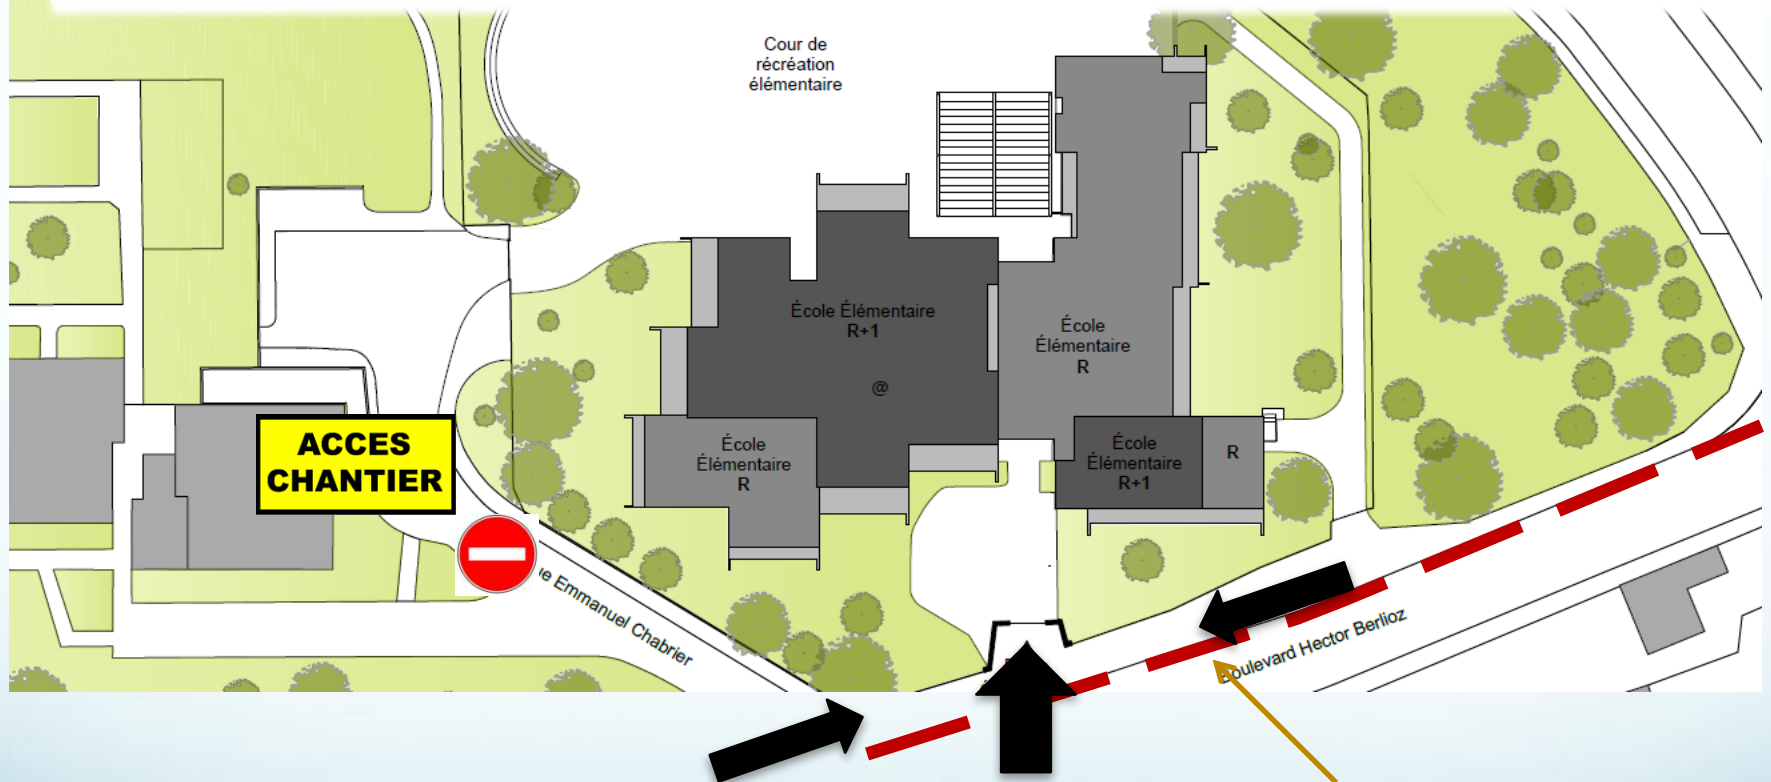 Cour de
récréation
élémentaire
École Élémentaire
R+1
@
École
Élémentaire
R
École
Élémentaire
R
École
Élémentaire
R+1
R
ACCES
CHANTIER
Emmanuel Chabrier
Boulevard Hector Berlioz